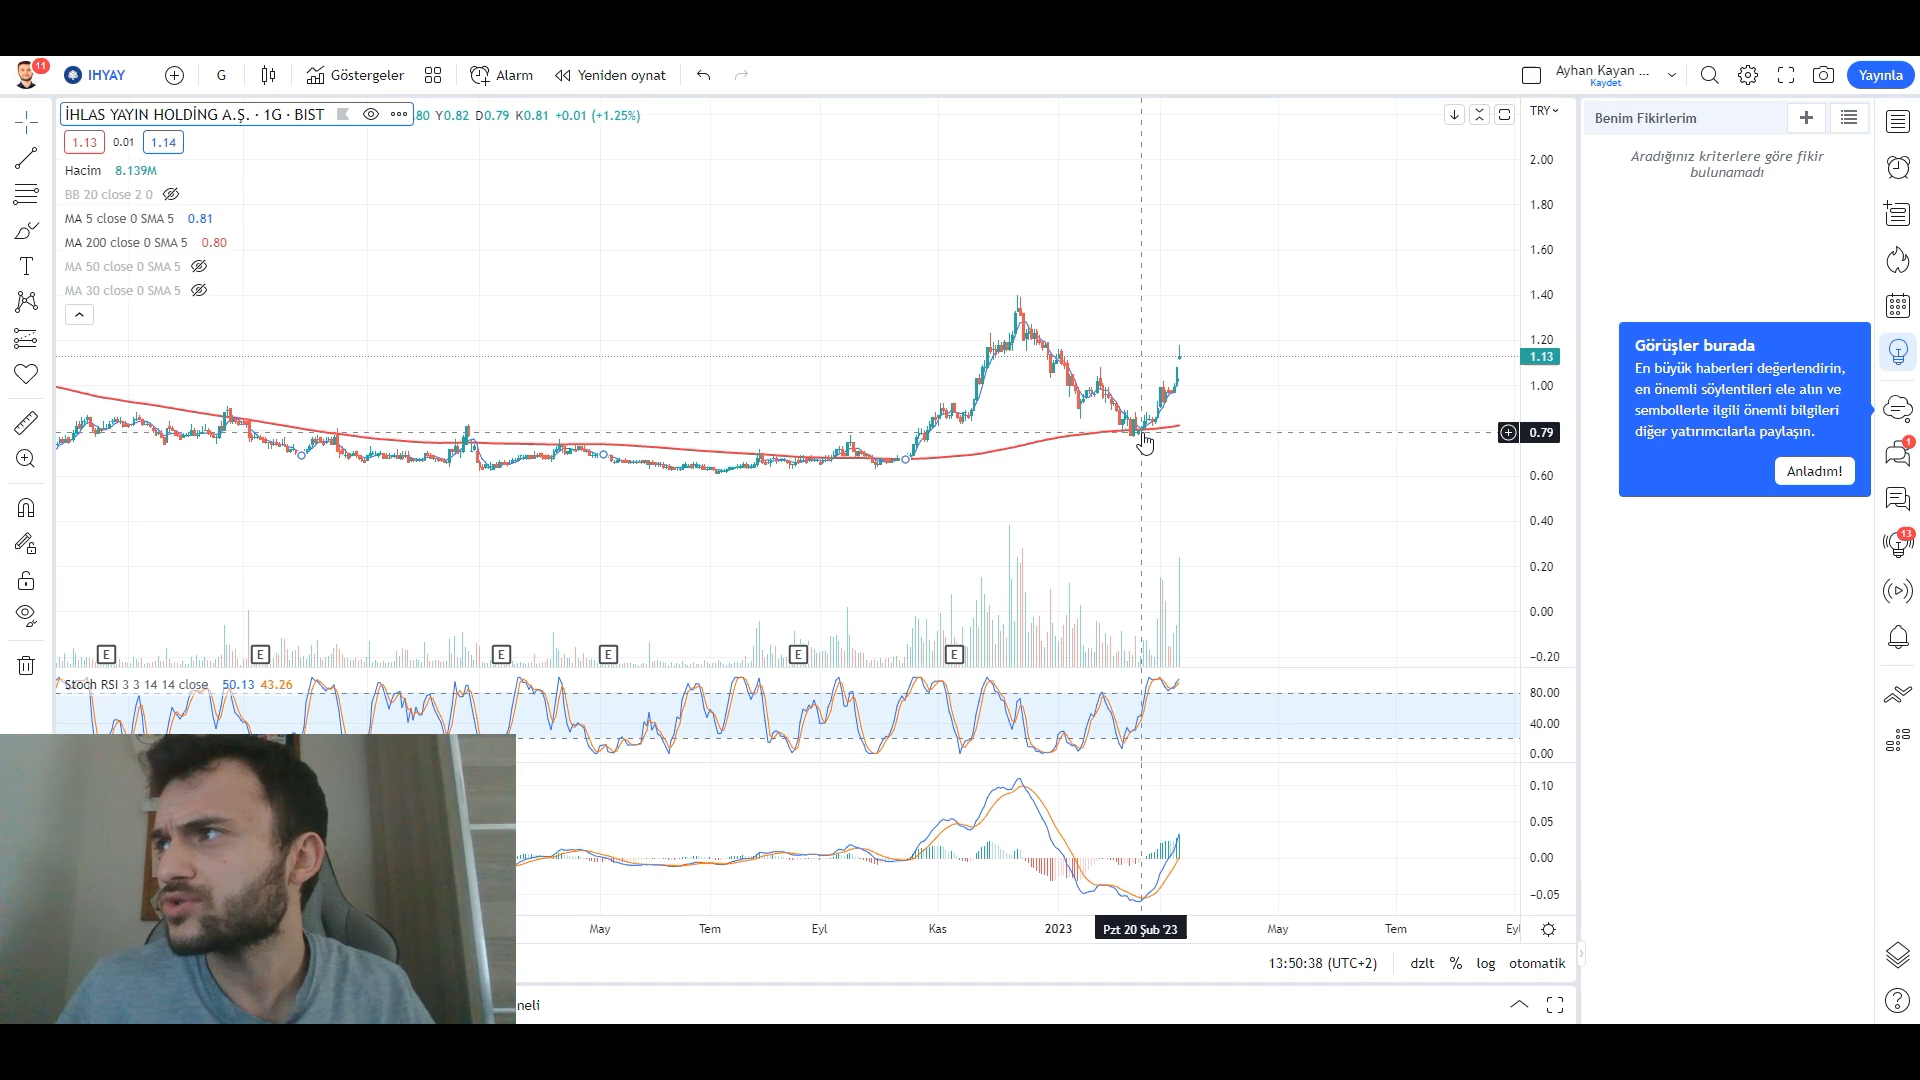 11
IHYAY
G
Göstergeler
Alarm
Yeniden oynat
Ayhan Kayan ...
Kaydet
Yayınla
İHLAS YAYIN HOLDİNG A.Ş. · 1G · BIST
80 Y0.82 D0.79 K0.81 +0.01 (+1.25%)
TRY
1.13 0.01 1.14
Hacim 8.139M
BB 20 close 2 0
MA 5 close 0 SMA 5 0.81
MA 200 close 0 SMA 5 0.80
MA 50 close 0 SMA 5
MA 30 close 0 SMA 5
2.00
1.80
1.60
1.40
1.20
1.13
1.00
0.79
0.60
0.40
0.20
0.00
−0.20
E E E E E E
Stoch RSI 3 3 14 14 close 50.13 43.26
80.00
40.00
0.00
0.10
0.05
0.00
−0.05
May Tem Eyl Kas 2023 Pzt 20 Şub '23 May Tem Eyl
13:50:38 (UTC+2) dzlt % log otomatik
neli
Benim Fikirlerim
Aradığınız kriterlere göre fikir
bulunamadı
Görüşler burada
En büyük haberleri değerlendirin,
en önemli söylentileri ele alın ve
sembollerle ilgili önemli bilgileri
diğer yatırımcılarla paylaşın.
Anladım!
1
13